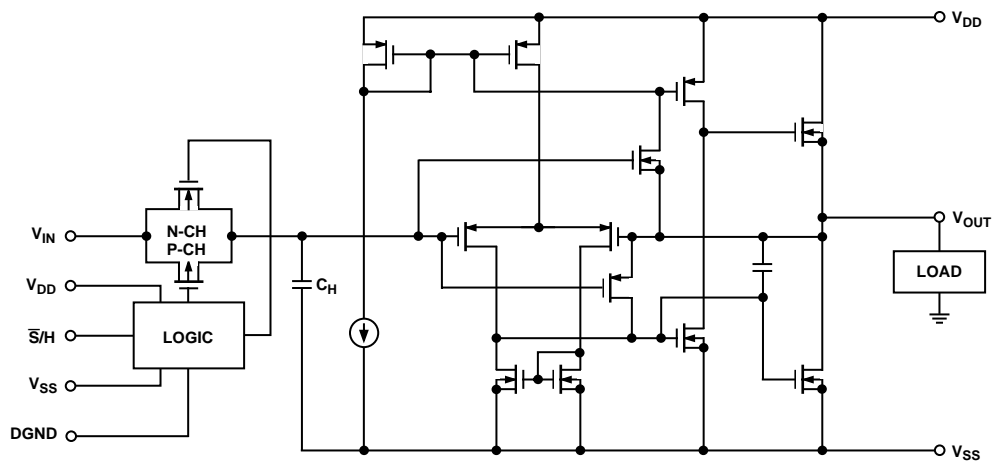 V_DD
N-CH
P-CH
V_IN
V_OUT
V_DD
C_H
LOAD
S̅/H
LOGIC
V_SS
DGND
V_SS